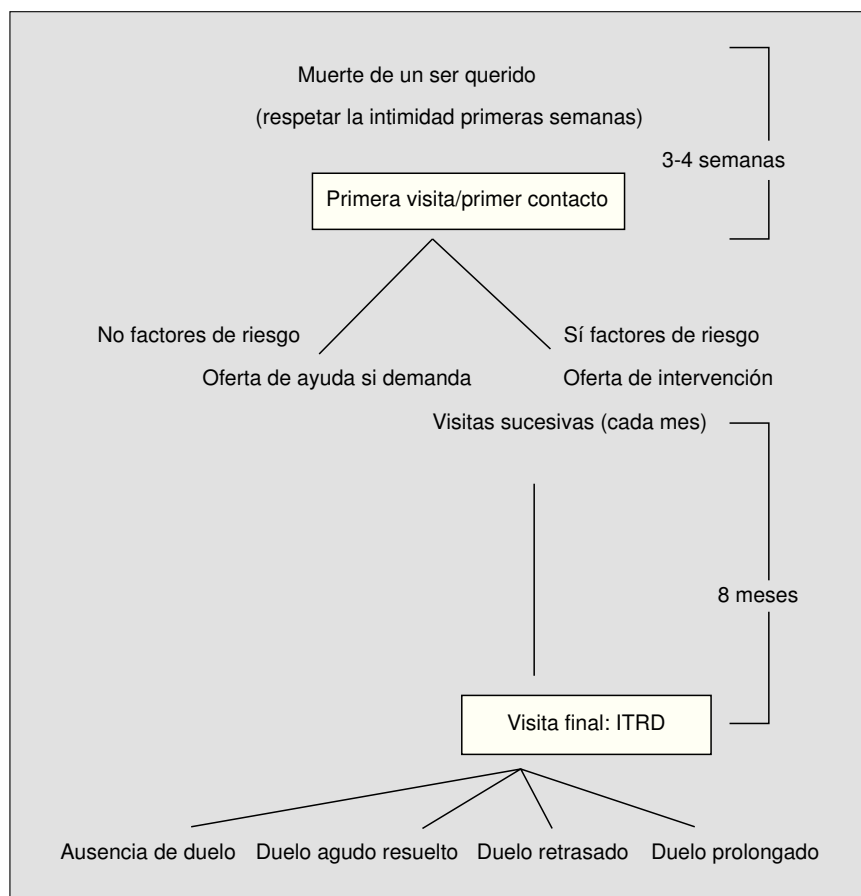 Muerte de un ser querido
(respetar la intimidad primeras semanas)
3-4 semanas
Primera visita/primer contacto
No factores de riesgo
Sí factores de riesgo
Oferta de ayuda si demanda
Oferta de intervención
Visitas sucesivas (cada mes)
8 meses
Visita final: ITRD
Ausencia de duelo
Duelo agudo resuelto
Duelo retrasado
Duelo prolongado